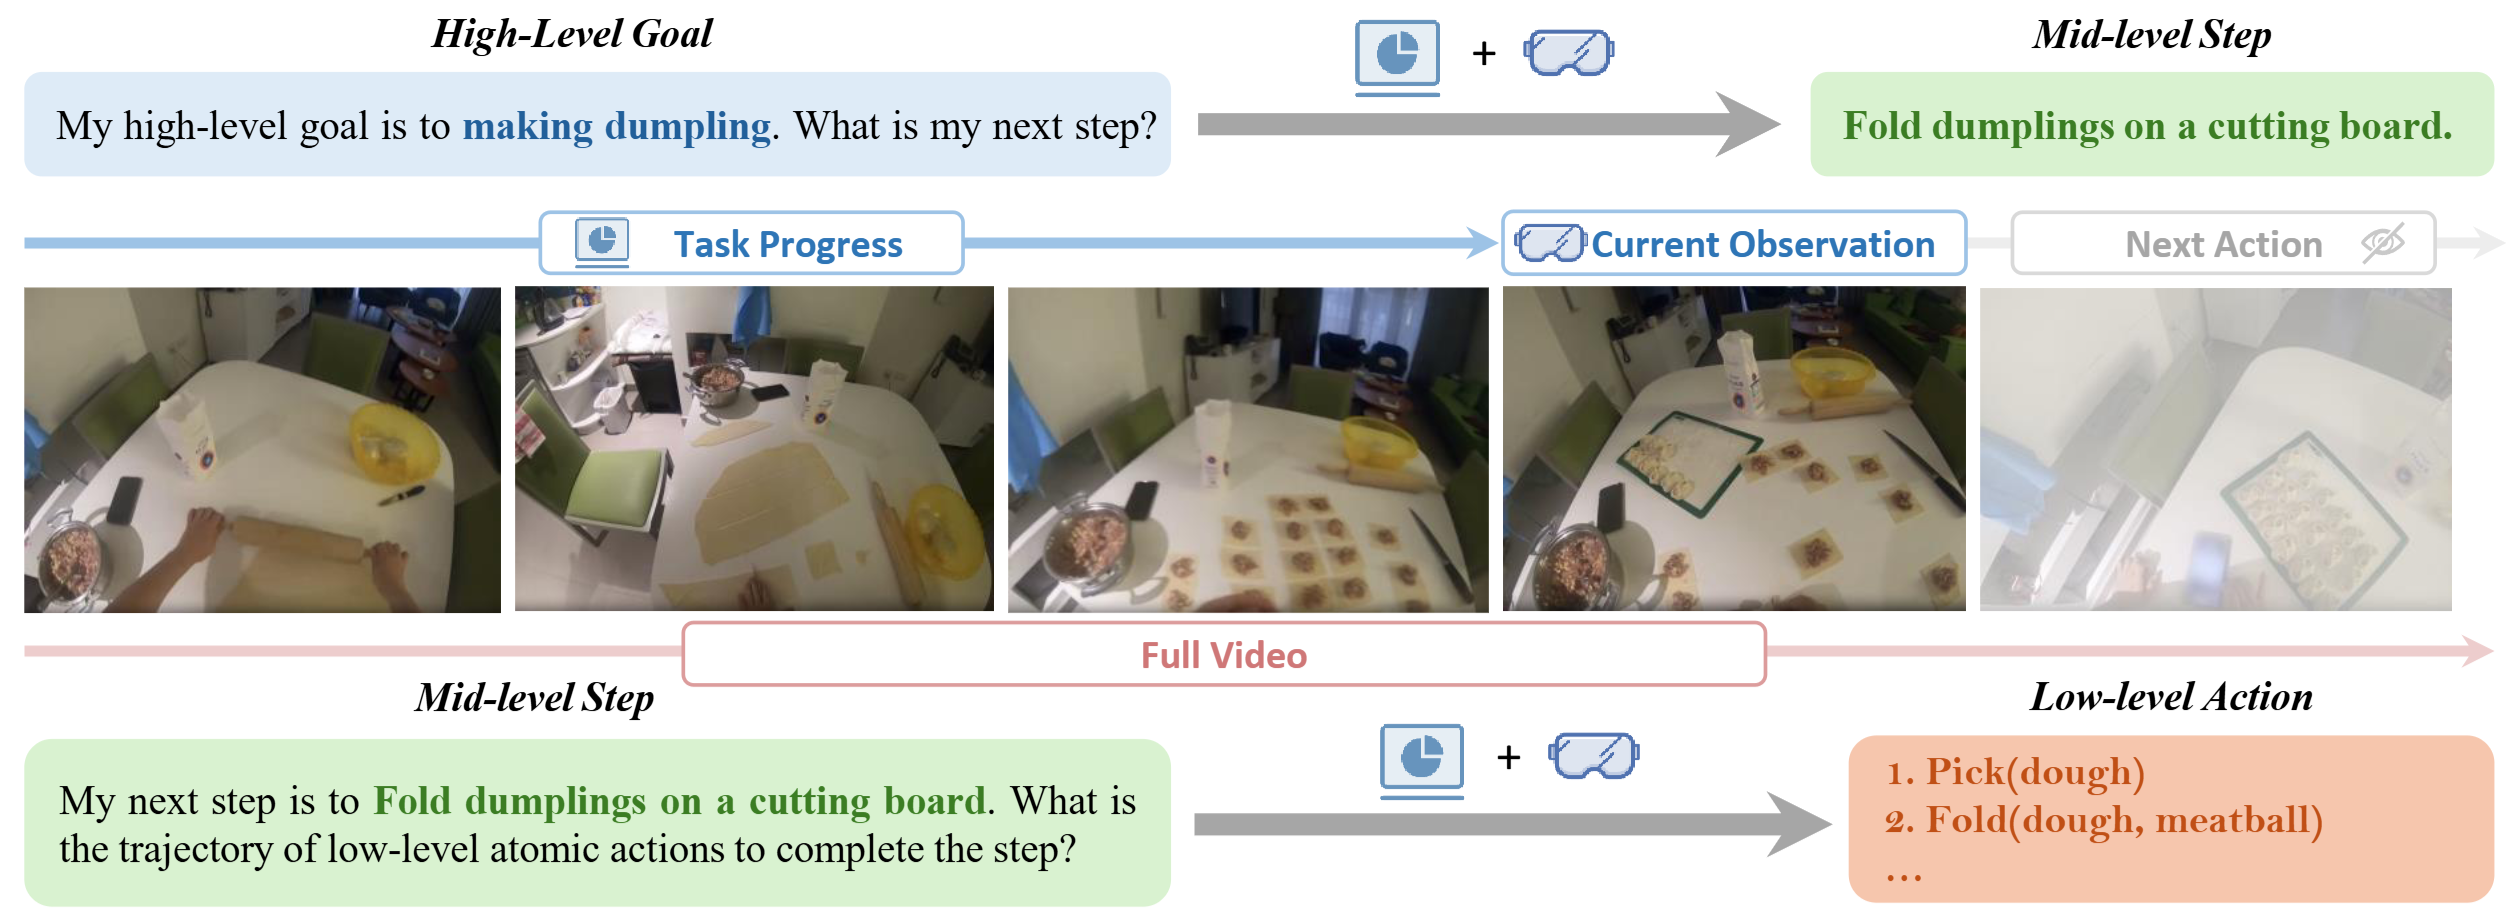 High-Level Goal
Mid-level Step
My high-level goal is to making dumpling. What is my next step?
+
Fold dumplings on a cutting board.
Task Progress
Current Observation
Next Action
Full Video
Mid-level Step
Low-level Action
My next step is to Fold dumplings on a cutting board. What is
the trajectory of low-level atomic actions to complete the step?
+
1. Pick(dough)
2. Fold(dough, meatball)
...